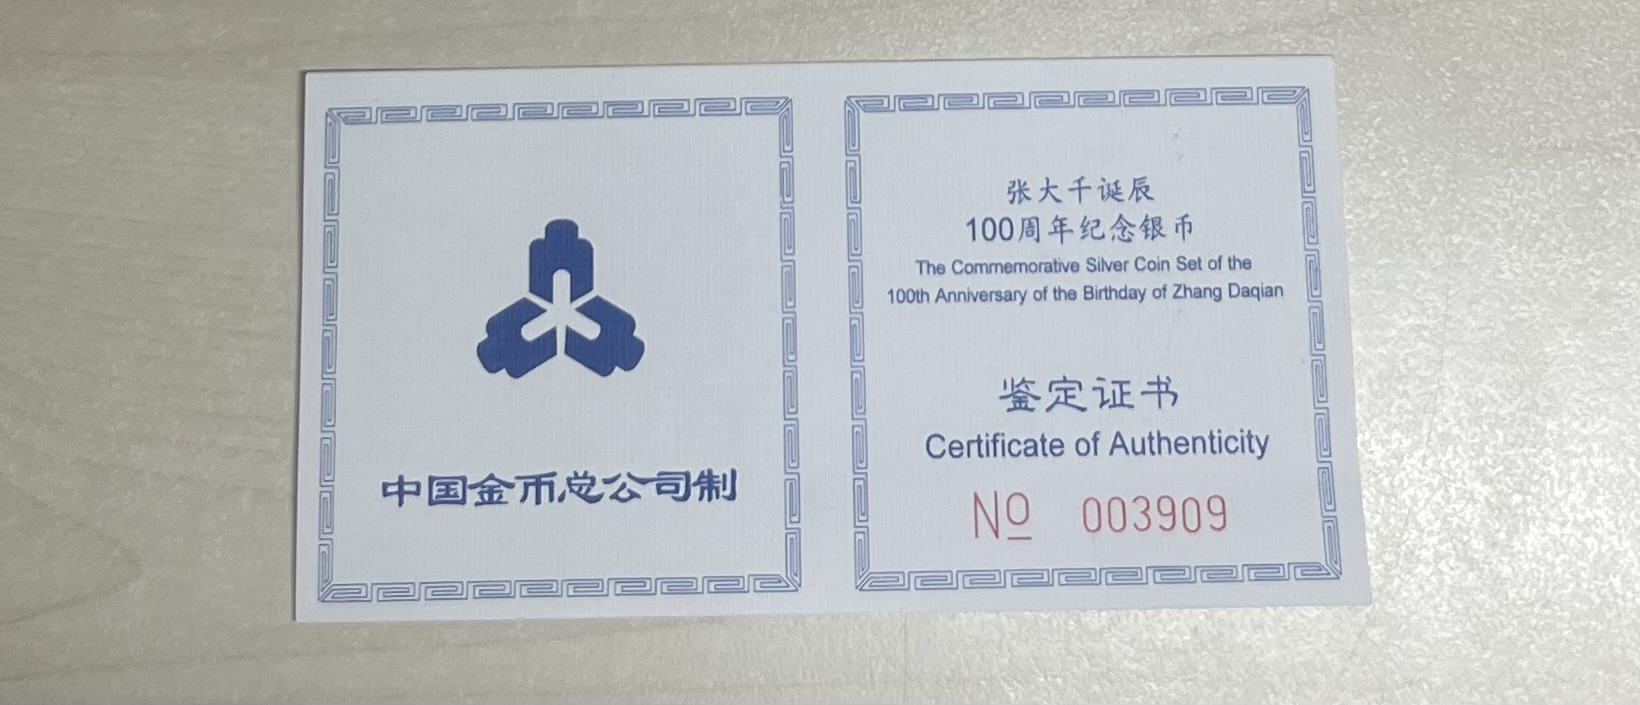 中国金币总公司制
张大千诞辰
100周年纪念银币
The Commemorative Silver Coin Set of the
100th Anniversary of the Birthday of Zhang Daqian
鉴定证书
Certificate of Authenticity
Nº 003909